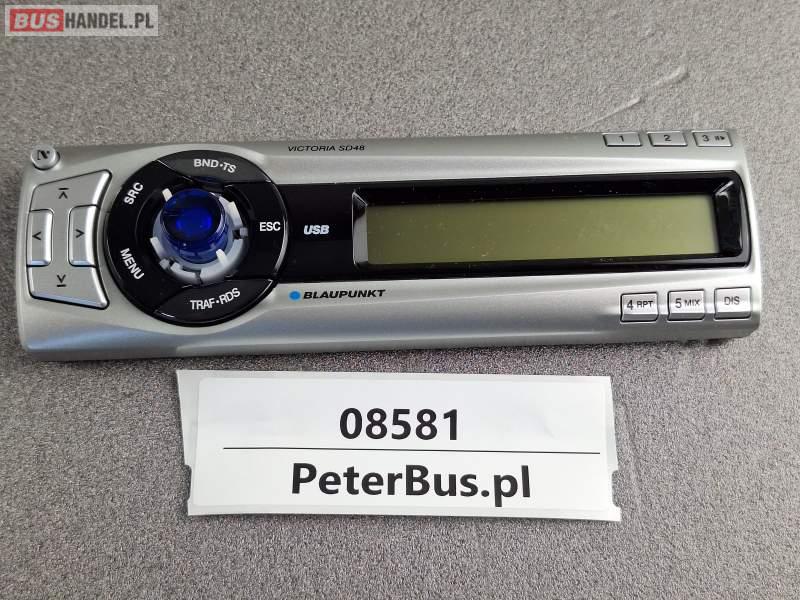 BUSHANDEL.PL
VICTORIA SD48
1 2 3
BND•TS
SRC
ESC
USB
MENU
TRAF•RDS
BLAUPUNKT
4 RPT 5 MIX DIS
08581
PeterBus.pl